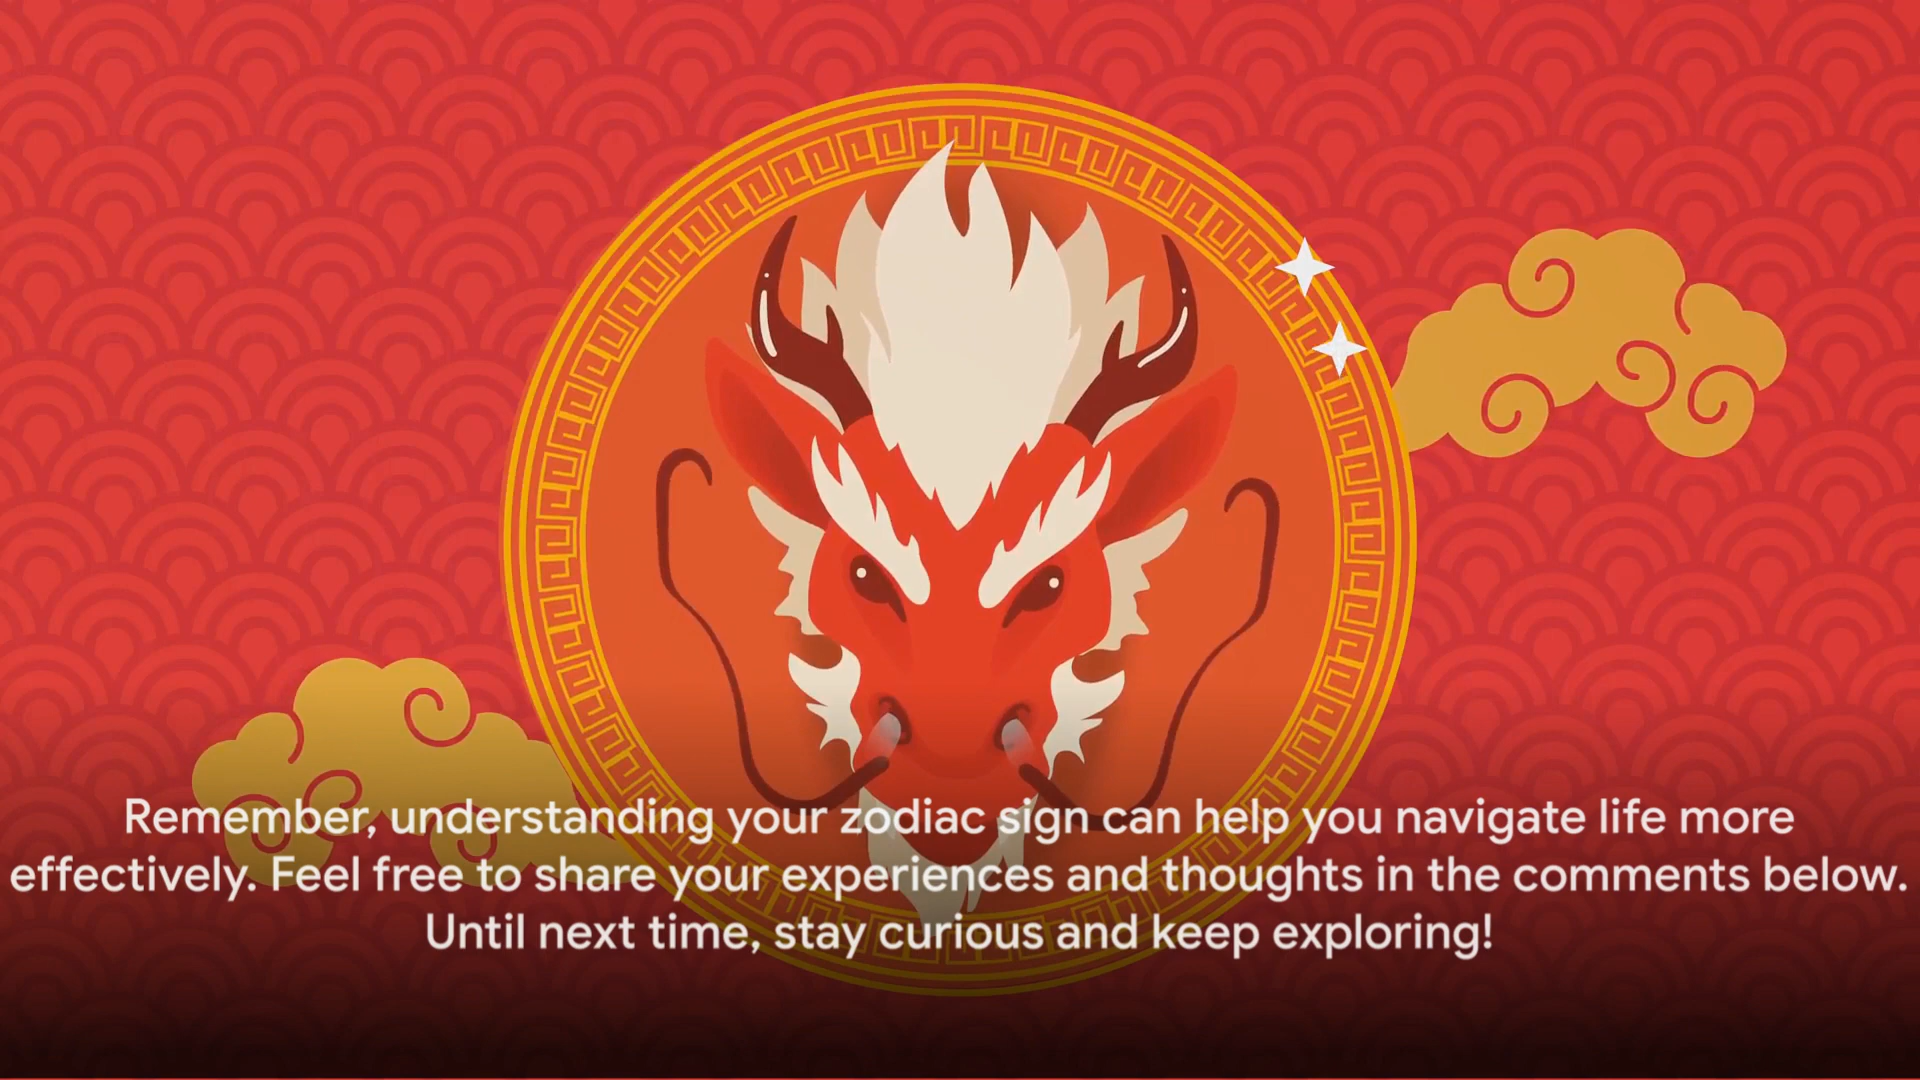 Remember, understanding your zodiac sign can help you navigate life more
effectively. Feel free to share your experiences and thoughts in the comments below.
Until next time, stay curious and keep exploring!